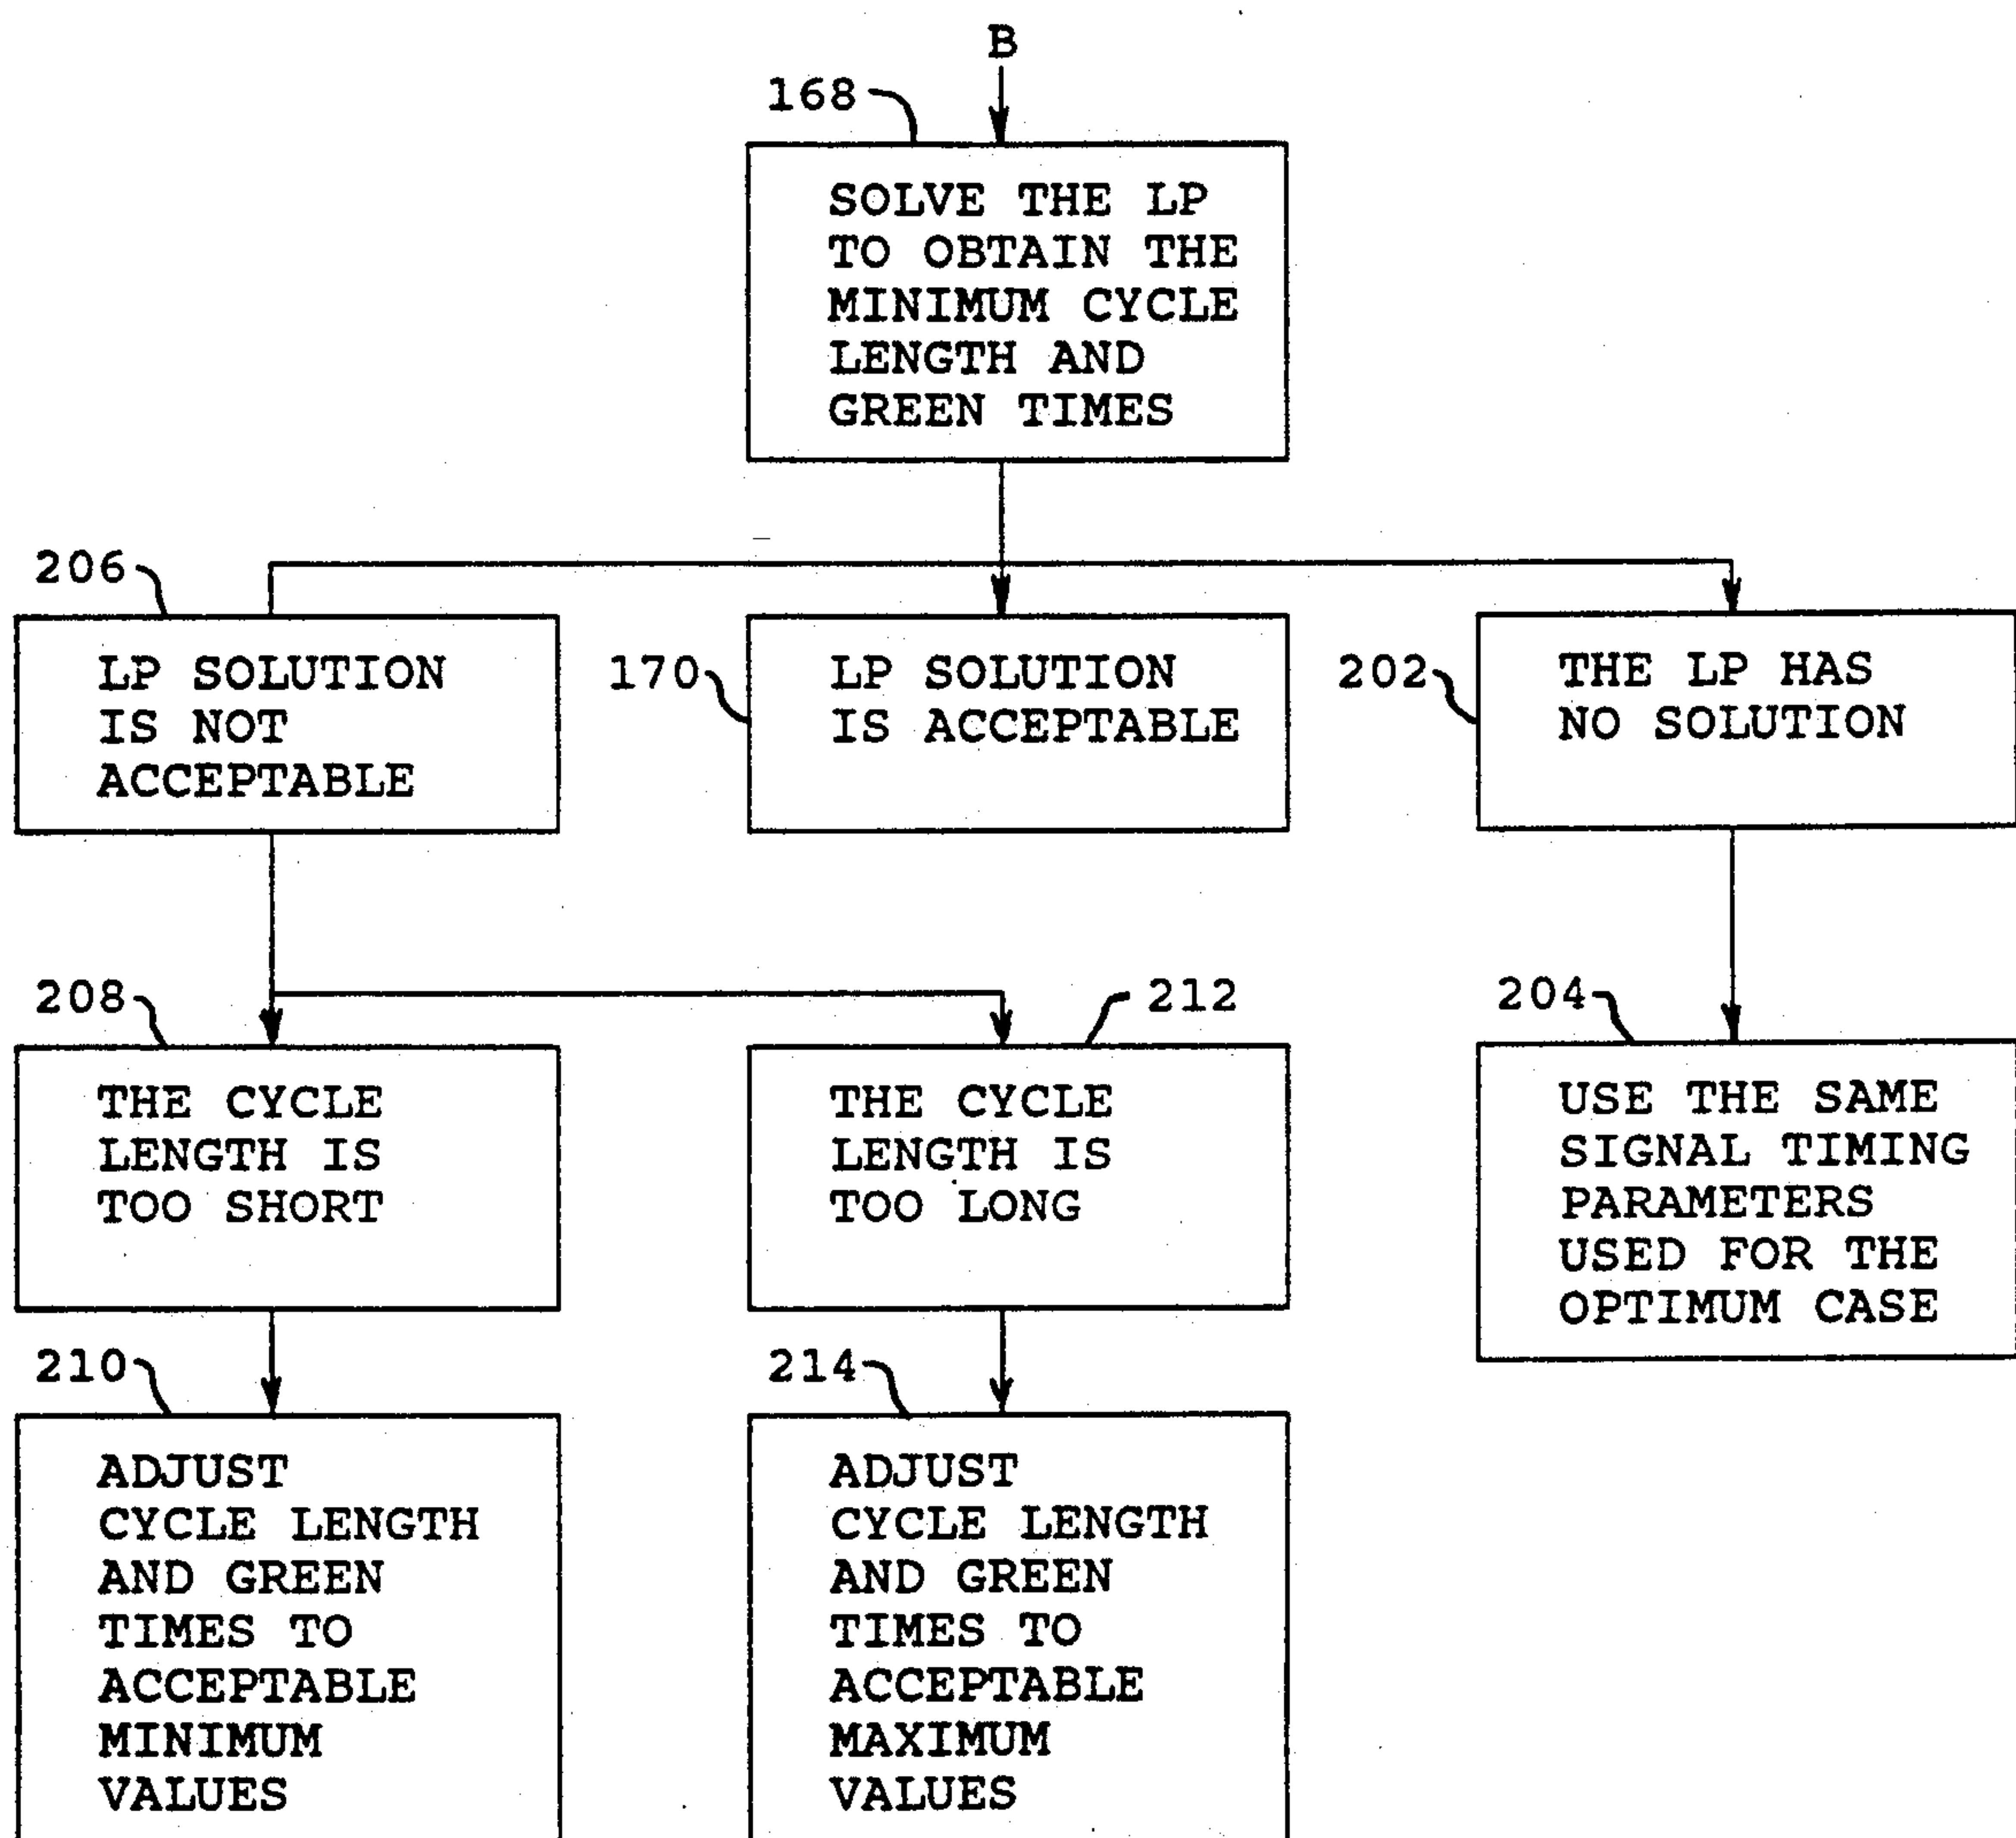 B
168
SOLVE THE LP
TO OBTAIN THE
MINIMUM CYCLE
LENGTH AND
GREEN TIMES
206
LP SOLUTION
IS NOT
ACCEPTABLE
170
LP SOLUTION
IS ACCEPTABLE
202
THE LP HAS
NO SOLUTION
208
THE CYCLE
LENGTH IS
TOO SHORT
212
THE CYCLE
LENGTH IS
TOO LONG
204
USE THE SAME
SIGNAL TIMING
PARAMETERS
USED FOR THE
OPTIMUM CASE
210
ADJUST
CYCLE LENGTH
AND GREEN
TIMES TO
ACCEPTABLE
MINIMUM
VALUES
214
ADJUST
CYCLE LENGTH
AND GREEN
TIMES TO
ACCEPTABLE
MAXIMUM
VALUES